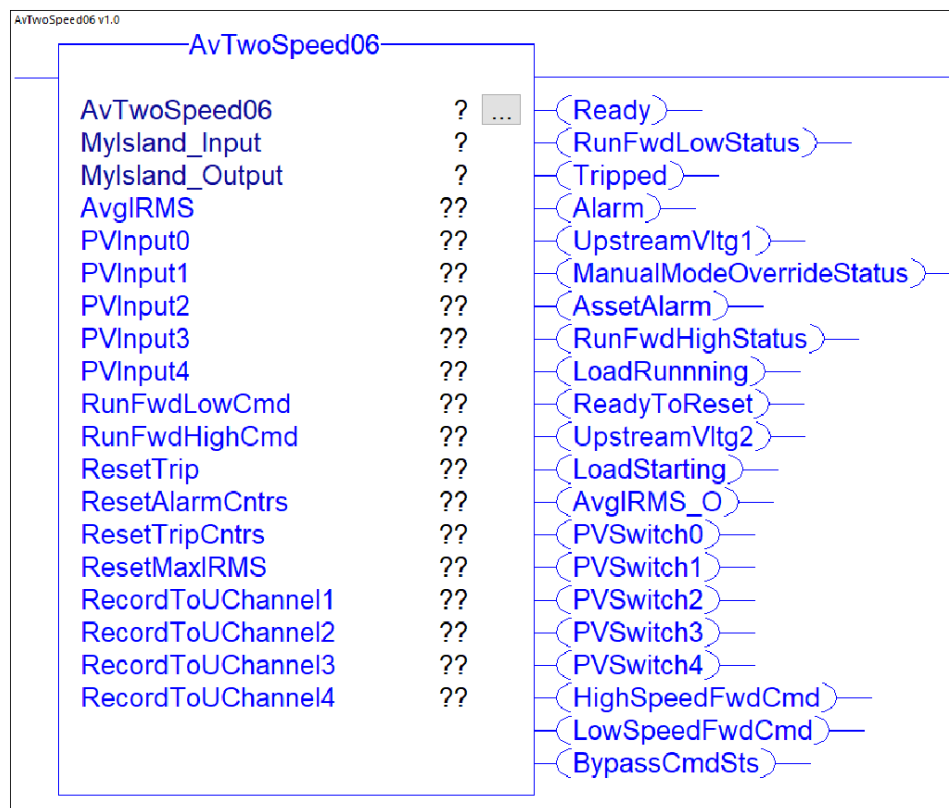 AvTwoSpeed06 v1.0
AvTwoSpeed06
AvTwoSpeed06 ? ... Ready
MyIsland_Input ? RunFwdLowStatus
MyIsland_Output ? Tripped
AvgIRMS ?? Alarm
PVInput0 ?? UpstreamVltg1
PVInput1 ?? ManualModeOverrideStatus
PVInput2 ?? AssetAlarm
PVInput3 ?? RunFwdHighStatus
PVInput4 ?? LoadRunnning
RunFwdLowCmd ?? ReadyToReset
RunFwdHighCmd ?? UpstreamVltg2
ResetTrip ?? LoadStarting
ResetAlarmCntrs ?? AvgIRMS_O
ResetTripCntrs ?? PVSwitch0
ResetMaxIRMS ?? PVSwitch1
RecordToUChannel1 ?? PVSwitch2
RecordToUChannel2 ?? PVSwitch3
RecordToUChannel3 ?? PVSwitch4
RecordToUChannel4 ?? HighSpeedFwdCmd
LowSpeedFwdCmd
BypassCmdSts